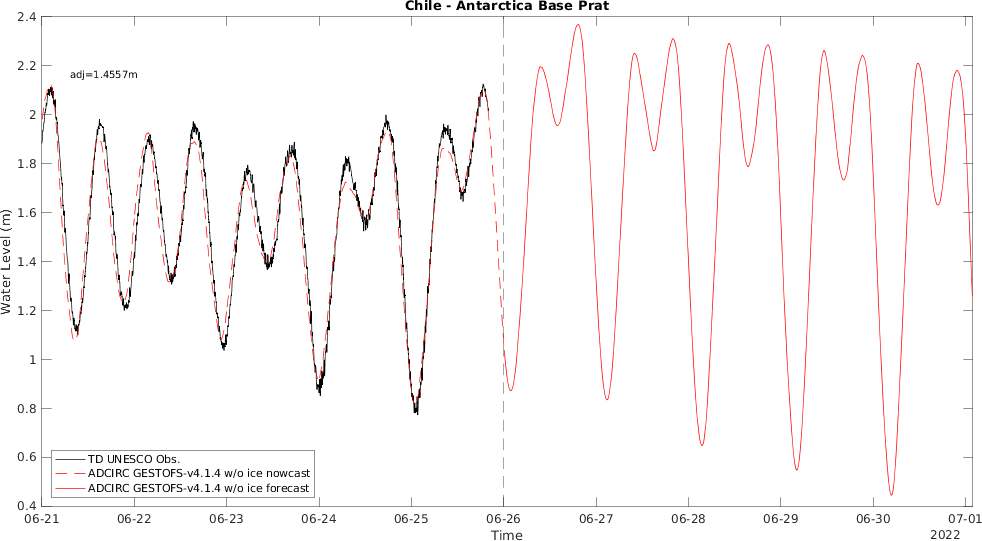 Chile - Antarctica Base Prat
adj=1.4557m
Water Level (m)
2.4
2.2
2
1.8
1.6
1.4
1.2
1
0.8
0.6
0.4
TD UNESCO Obs.
ADCIRC GESTOFS-v4.1.4 w/o ice nowcast
ADCIRC GESTOFS-v4.1.4 w/o ice forecast
06-21 06-22 06-23 06-24 06-25 06-26 06-27 06-28 06-29 06-30 07-01
Time
2022